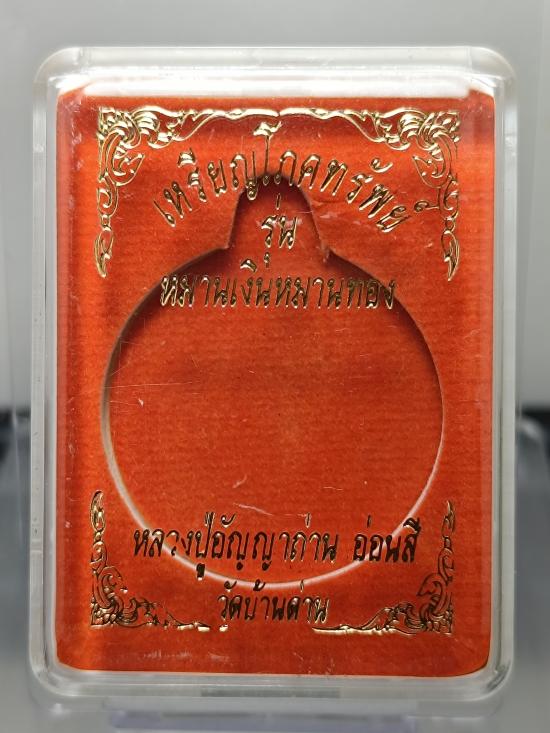 เหรียญโภคทรัพย์
รุ่น
หมานเงินหมานทอง
หลวงปู่อัญญาถ่าน อ่อนสี
วัดบ้านด่าน